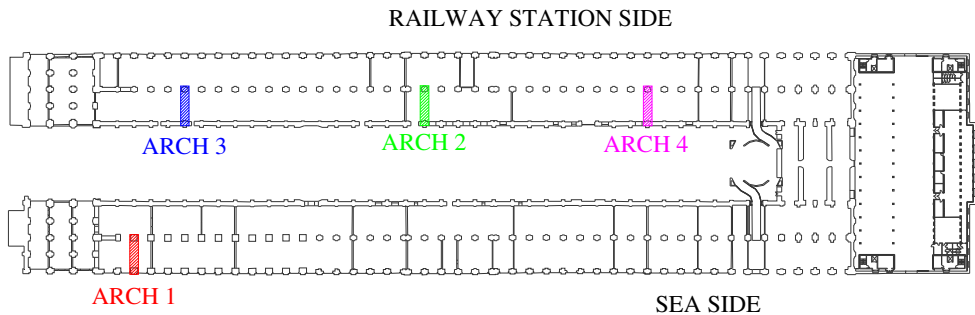 RAILWAY STATION SIDE
ARCH 3
ARCH 2
ARCH 4
ARCH 1
SEA SIDE